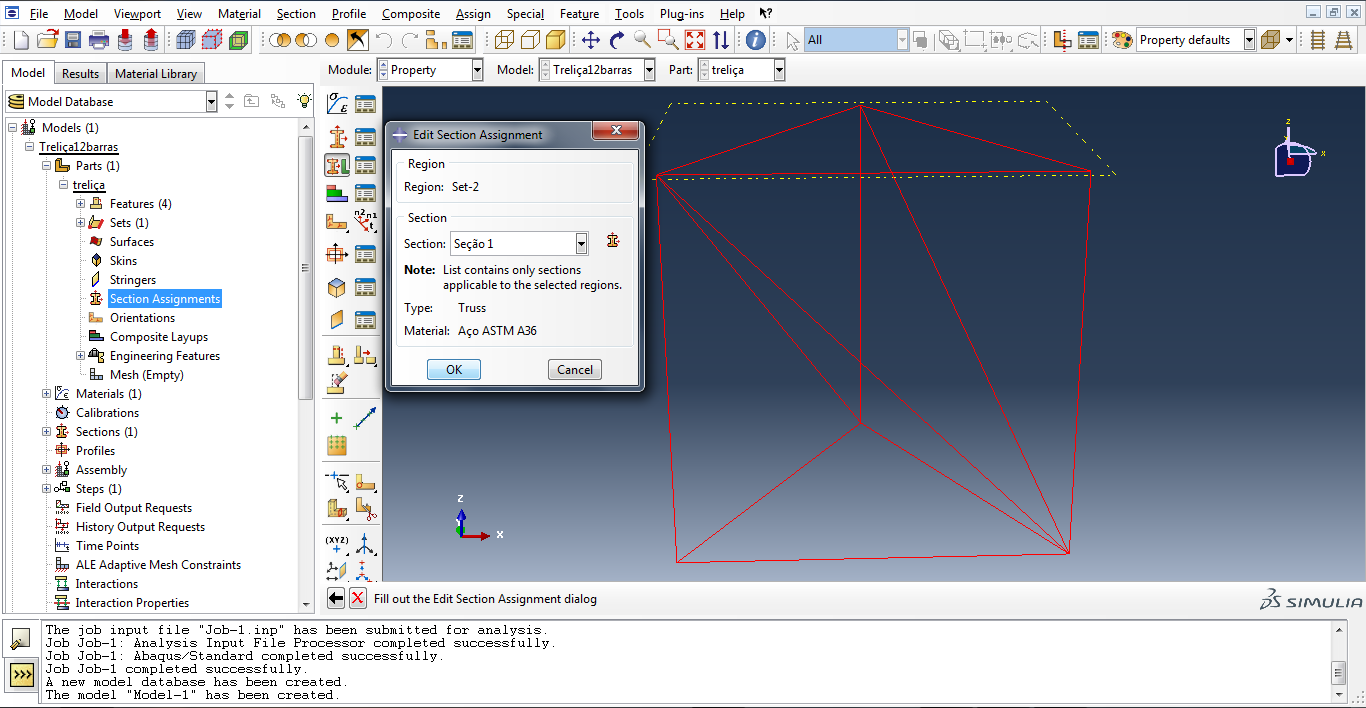 File Model Viewport View Material Section Profile Composite Assign Special Feature Tools Plug-ins Help
All Property defaults
Model Results Material Library
Module: Property Model: Treliça12barras Part: treliça
Model Database
Models (1)
Treliça12barras
Parts (1)
treliça
Features (4)
Sets (1)
Surfaces
Skins
Stringers
Section Assignments
Orientations
Composite Layups
Engineering Features
Mesh (Empty)
Materials (1)
Calibrations
Sections (1)
Profiles
Assembly
Steps (1)
Field Output Requests
History Output Requests
Time Points
ALE Adaptive Mesh Constraints
Interactions
Interaction Properties
σ ε
n2 n1
t
(XYZ)
Edit Section Assignment
Region
Region: Set-2
Section
Section: Seção 1
Note: List contains only sections
applicable to the selected regions.
Type: Truss
Material: Aço ASTM A36
OK Cancel
z
x
Z
Y
X
Fill out the Edit Section Assignment dialog
SIMULIA
The job input file "Job-1.inp" has been submitted for analysis.
Job Job-1: Analysis Input File Processor completed successfully.
Job Job-1: Abaqus/Standard completed successfully.
Job Job-1 completed successfully.
A new model database has been created.
The model "Model-1" has been created.
>>>